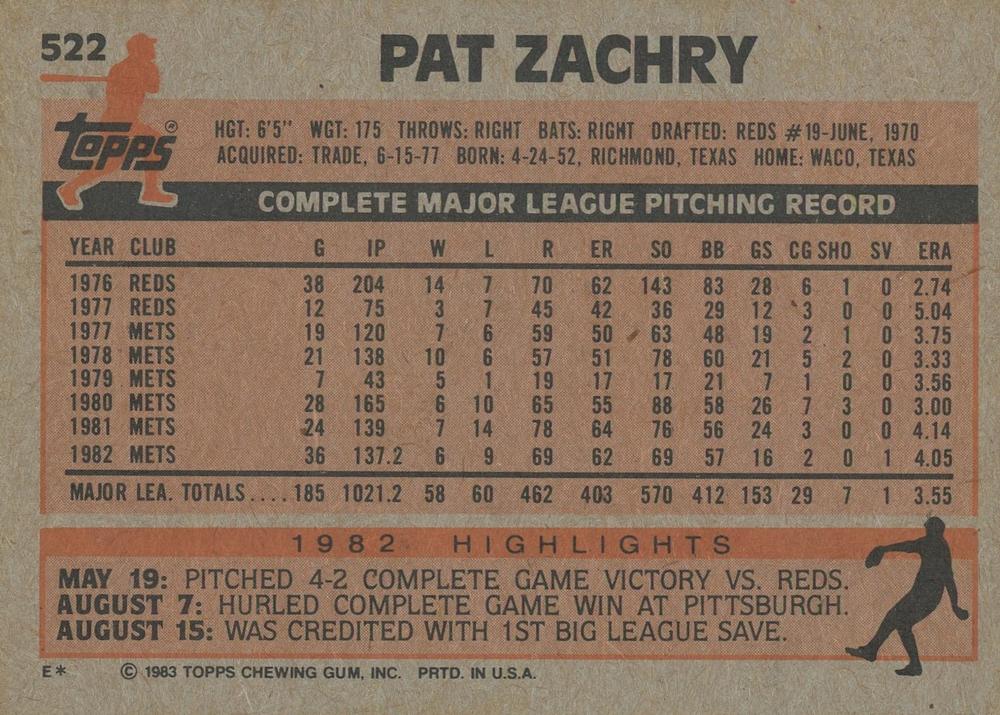 522
PAT ZACHRY
topps®
HGT: 6'5" WGT: 175 THROWS: RIGHT BATS: RIGHT DRAFTED: REDS #19-JUNE, 1970
ACQUIRED: TRADE, 6-15-77 BORN: 4-24-52, RICHMOND, TEXAS HOME: WACO, TEXAS
COMPLETE MAJOR LEAGUE PITCHING RECORD
YEAR CLUB G IP W L R ER SO BB GS CG SHO SV ERA
1976 REDS 38 204 14 7 70 62 143 83 28 6 1 0 2.74
1977 REDS 12 75 3 7 45 42 36 29 12 3 0 0 5.04
1977 METS 19 120 7 6 59 50 63 48 19 2 1 0 3.75
1978 METS 21 138 10 6 57 51 78 60 21 5 2 0 3.33
1979 METS 7 43 5 1 19 17 17 21 7 1 0 0 3.56
1980 METS 28 165 6 10 65 55 88 58 26 7 3 0 3.00
1981 METS 24 139 7 14 78 64 76 56 24 3 0 0 4.14
1982 METS 36 137.2 6 9 69 62 69 57 16 2 0 1 4.05
MAJOR LEA. TOTALS....185 1021.2 58 60 462 403 570 412 153 29 7 1 3.55
1982 HIGHLIGHTS
MAY 19: PITCHED 4-2 COMPLETE GAME VICTORY VS. REDS.
AUGUST 7: HURLED COMPLETE GAME WIN AT PITTSBURGH.
AUGUST 15: WAS CREDITED WITH 1ST BIG LEAGUE SAVE.
E* © 1983 TOPPS CHEWING GUM, INC. PRTD. IN U.S.A.